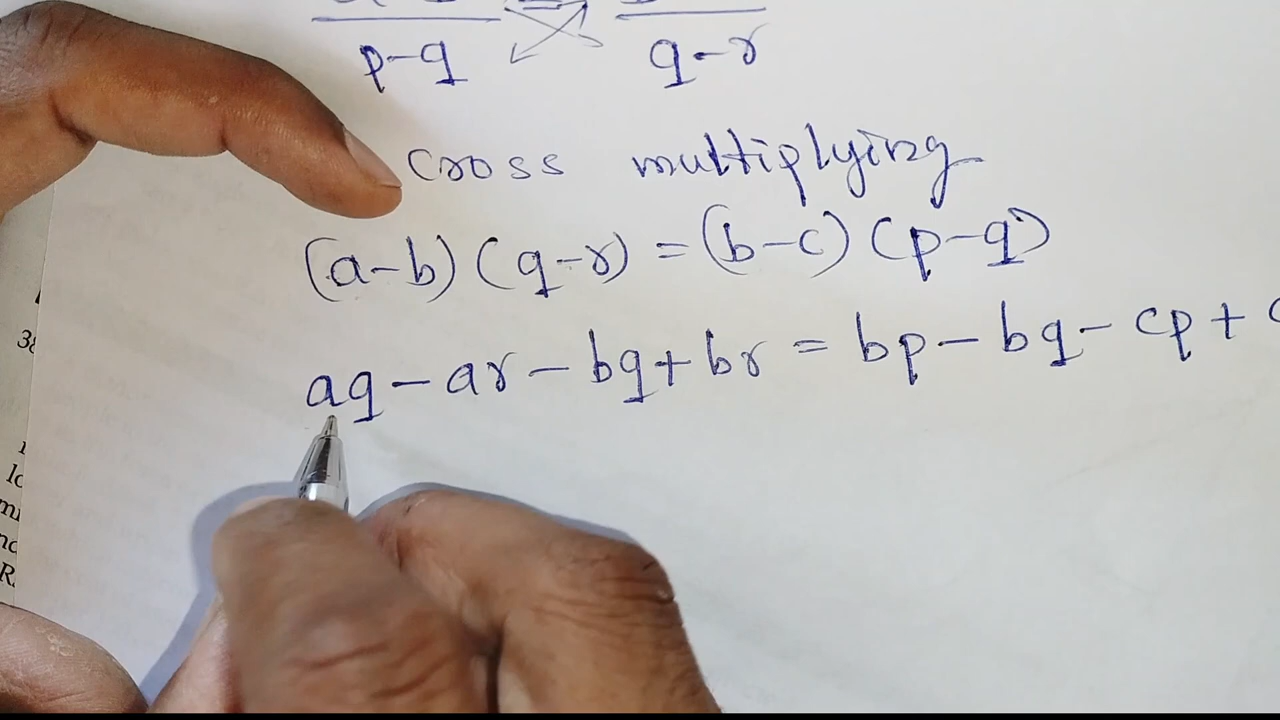 p-q q-r
cross multiplying
(a-b) (q-r) = (b-c) (p-q)
aq - ar - bq + br = bp - bq - cp +